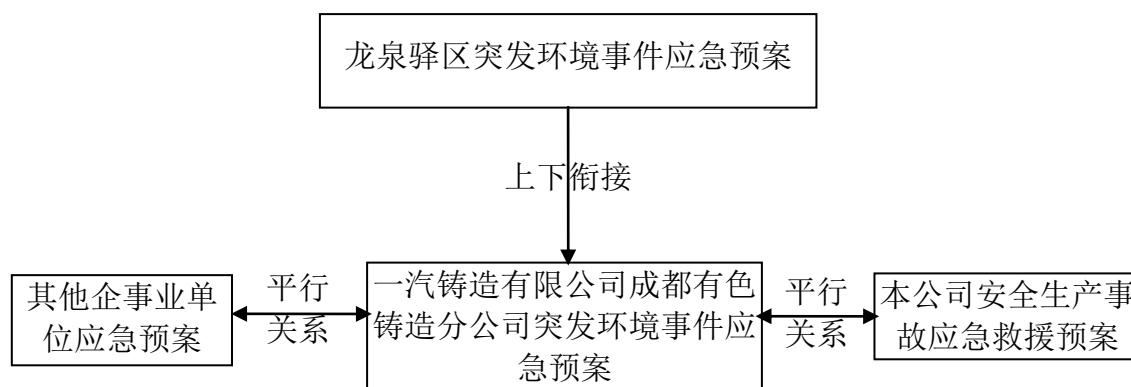 龙泉驿区突发环境事件应急预案
上下衔接
其他企事业单
位应急预案
平行
关系
一汽铸造有限公司成都有色
铸造分公司突发环境事件应
急预案
平行
关系
本公司安全生产事
故应急救援预案